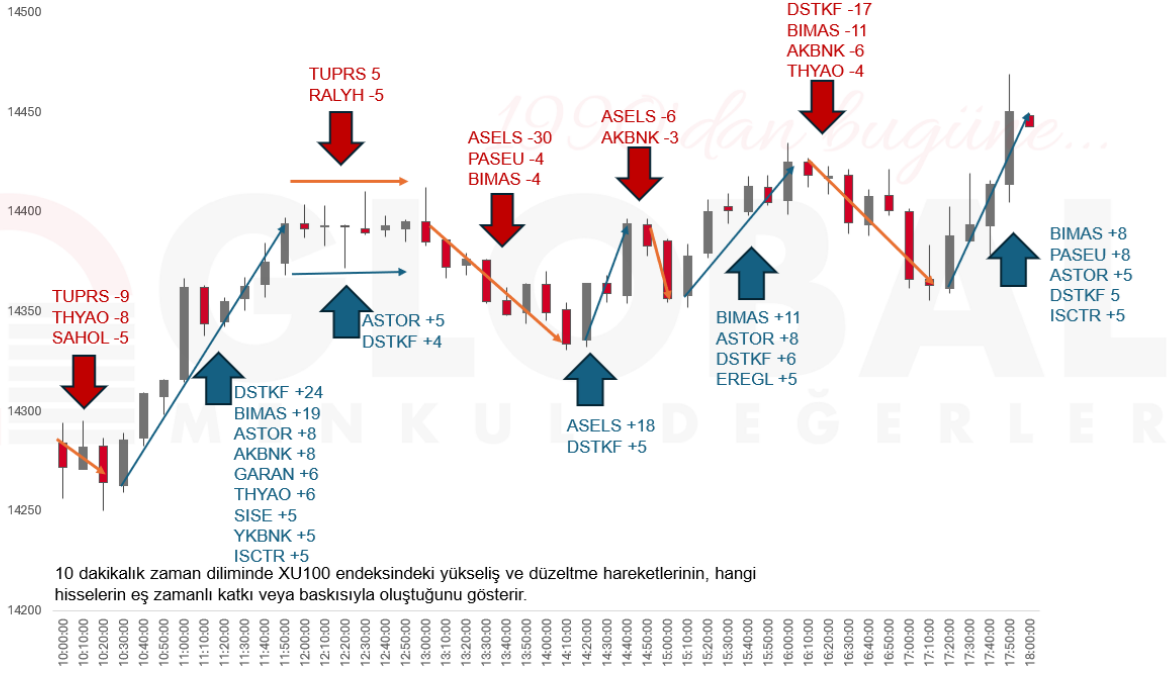 14500
14450
14400
14350
14300
14250
14200
1990'dan bugüne...
GLOBAL
MENKUL DEĞERLER
TUPRS -9
THYAO -8
SAHOL -5
DSTKF +24
BIMAS +19
ASTOR +8
AKBNK +8
GARAN +6
THYAO +6
SISE +5
YKBNK +5
ISCTR +5
TUPRS 5
RALYH -5
ASTOR +5
DSTKF +4
ASELS -30
PASEU -4
BIMAS -4
ASELS +18
DSTKF +5
ASELS -6
AKBNK -3
BIMAS +11
ASTOR +8
DSTKF +6
EREGL +5
DSTKF -17
BIMAS -11
AKBNK -6
THYAO -4
BIMAS +8
PASEU +8
ASTOR +5
DSTKF 5
ISCTR +5
10 dakikalık zaman diliminde XU100 endeksindeki yükseliş ve düzeltme hareketlerinin, hangi
hisselerin eş zamanlı katkı veya baskısıyla oluştuğunu gösterir.
10:00:00
10:10:00
10:20:00
10:30:00
10:40:00
10:50:00
11:00:00
11:10:00
11:20:00
11:30:00
11:40:00
11:50:00
12:00:00
12:10:00
12:20:00
12:30:00
12:40:00
12:50:00
13:00:00
13:10:00
13:20:00
13:30:00
13:40:00
13:50:00
14:00:00
14:10:00
14:20:00
14:30:00
14:40:00
14:50:00
15:00:00
15:10:00
15:20:00
15:30:00
15:40:00
15:50:00
16:00:00
16:10:00
16:20:00
16:30:00
16:40:00
16:50:00
17:00:00
17:10:00
17:20:00
17:30:00
17:40:00
17:50:00
18:00:00